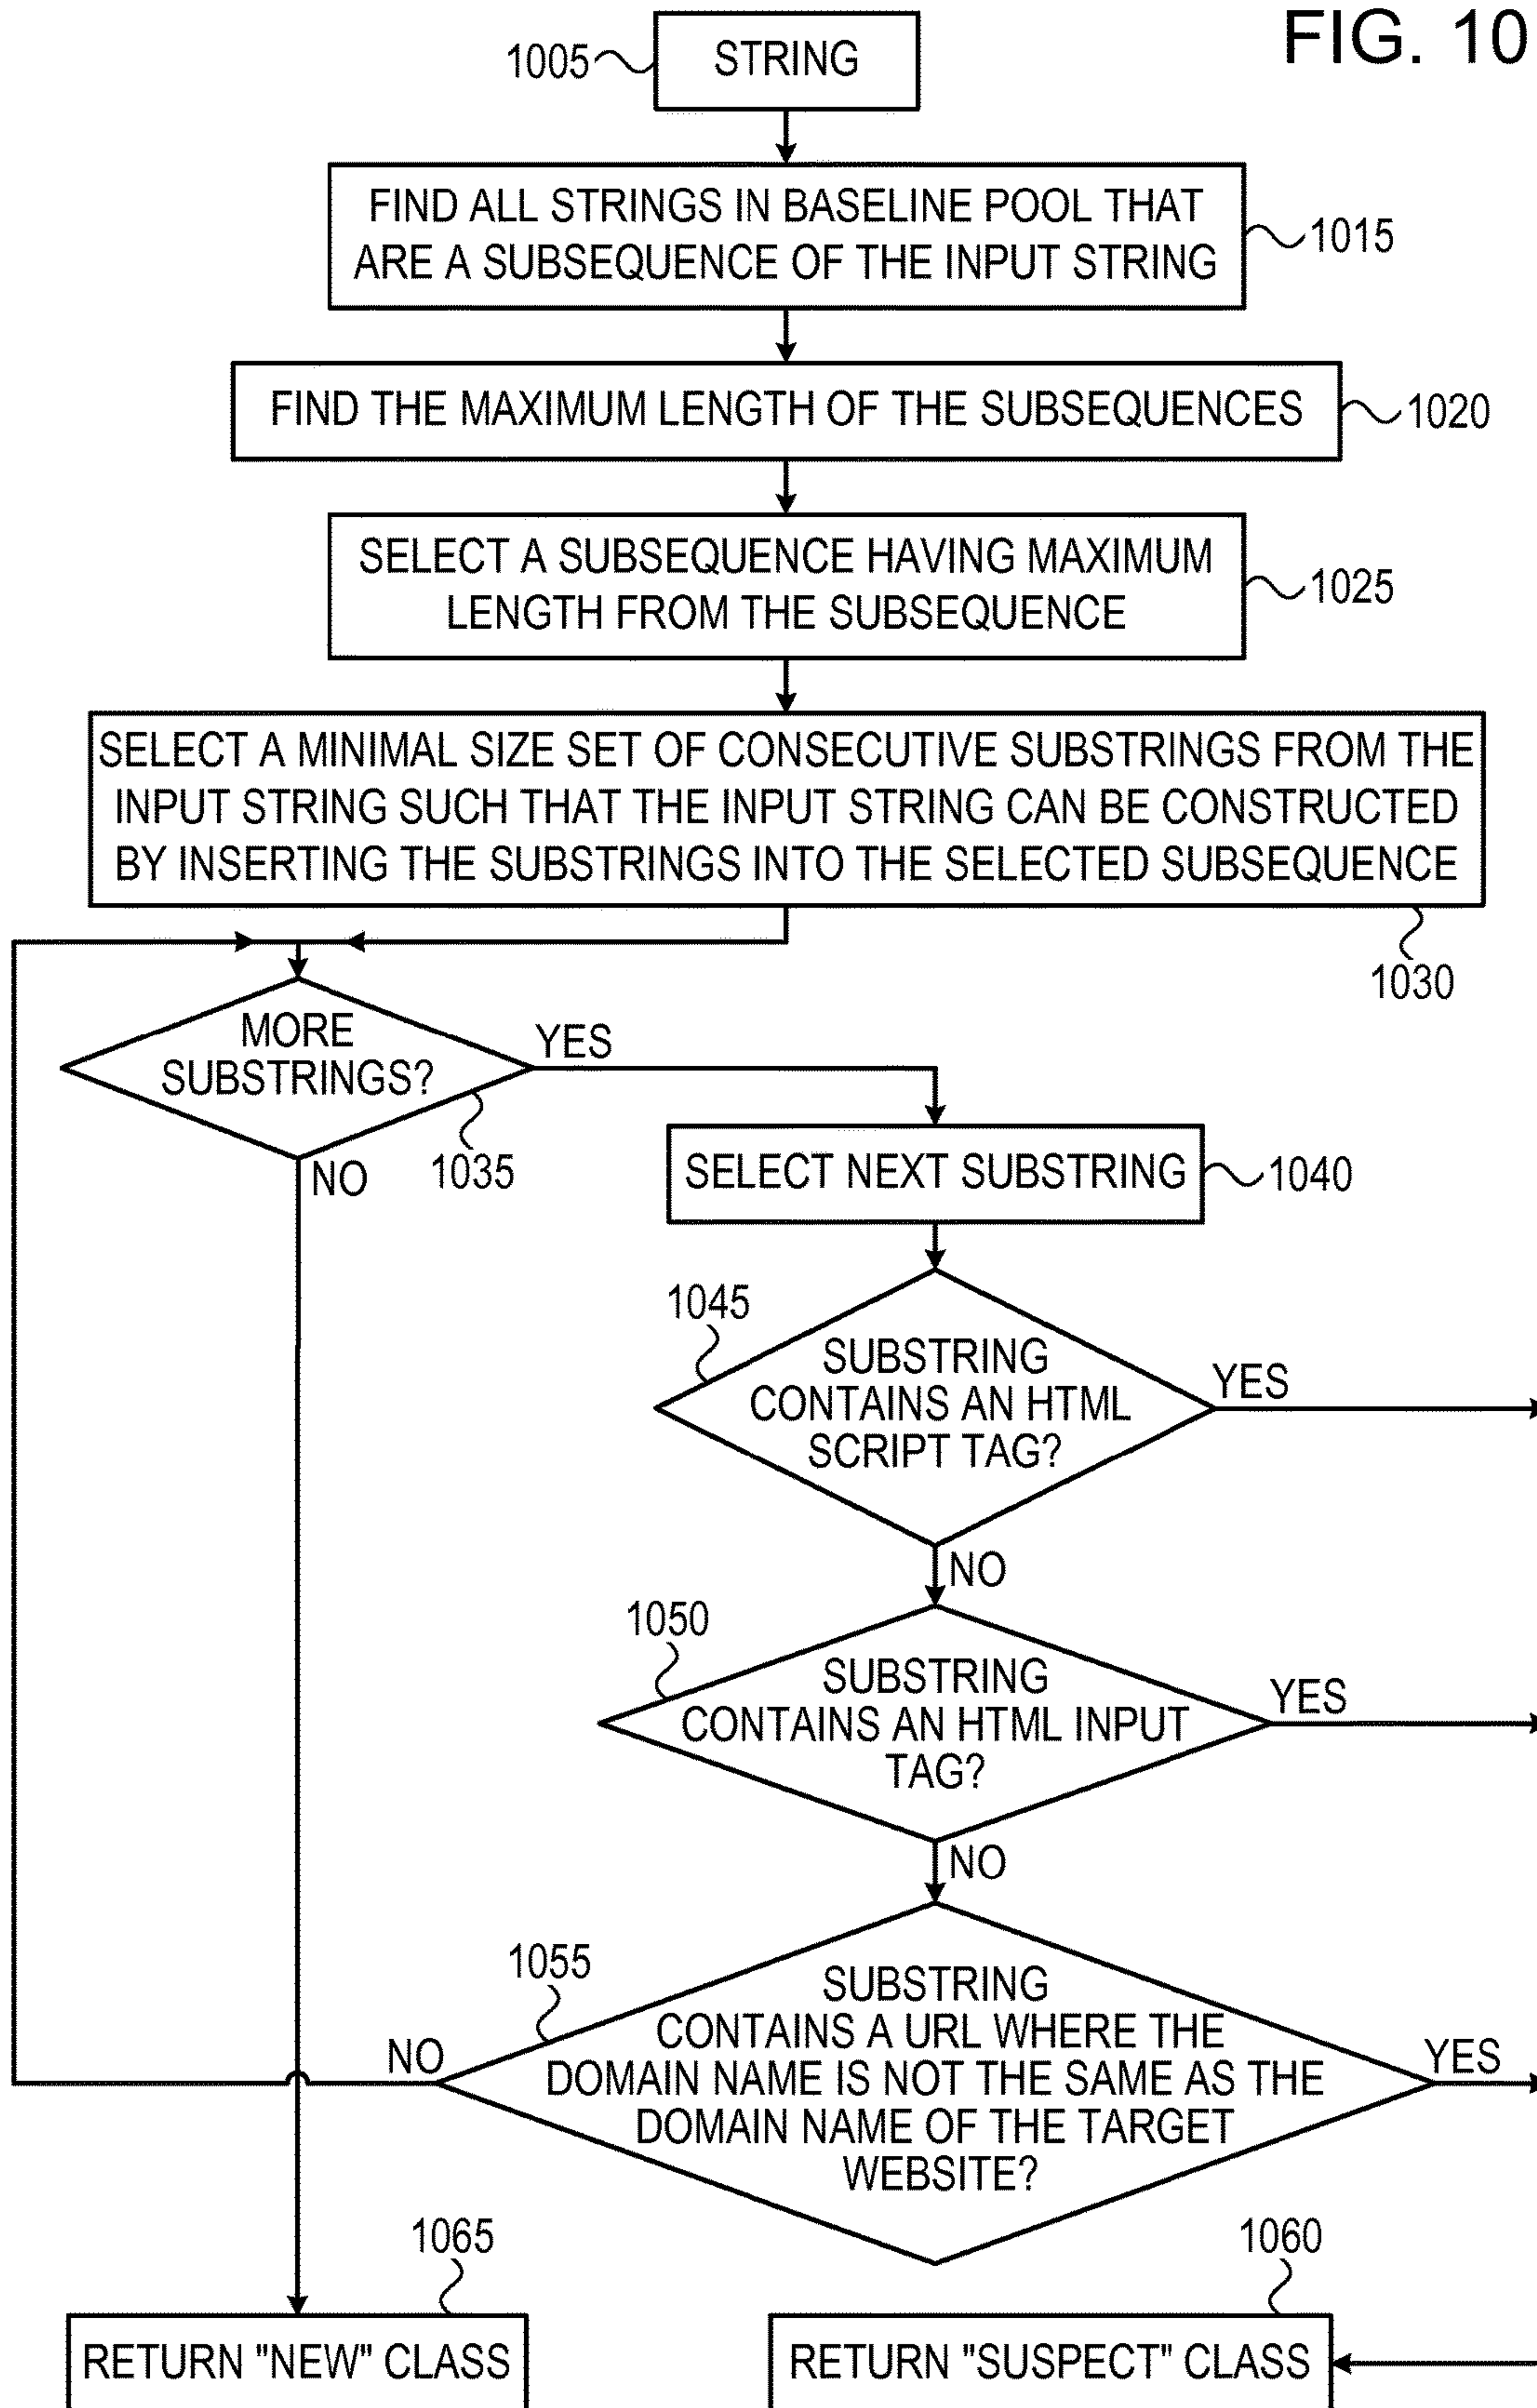 FIG. 10
1005
STRING
FIND ALL STRINGS IN BASELINE POOL THAT
ARE A SUBSEQUENCE OF THE INPUT STRING
1015
FIND THE MAXIMUM LENGTH OF THE SUBSEQUENCES
1020
SELECT A SUBSEQUENCE HAVING MAXIMUM
LENGTH FROM THE SUBSEQUENCE
1025
SELECT A MINIMAL SIZE SET OF CONSECUTIVE SUBSTRINGS FROM THE
INPUT STRING SUCH THAT THE INPUT STRING CAN BE CONSTRUCTED
BY INSERTING THE SUBSTRINGS INTO THE SELECTED SUBSEQUENCE
1030
MORE
SUBSTRINGS?
YES
1035
NO
SELECT NEXT SUBSTRING
1040
1045
SUBSTRING
CONTAINS AN HTML
SCRIPT TAG?
YES
NO
1050
SUBSTRING
CONTAINS AN HTML INPUT
TAG?
YES
NO
1055
SUBSTRING
CONTAINS A URL WHERE THE
DOMAIN NAME IS NOT THE SAME AS THE
DOMAIN NAME OF THE TARGET
WEBSITE?
NO
YES
1065
RETURN "NEW" CLASS
1060
RETURN "SUSPECT" CLASS